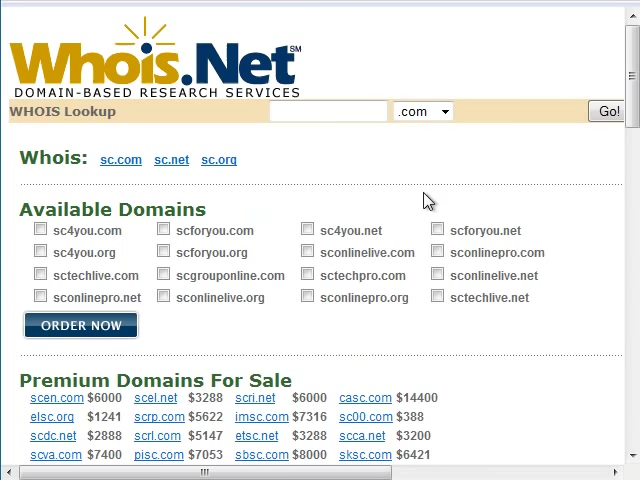 Whois.Net SM
DOMAIN-BASED RESEARCH SERVICES
WHOIS Lookup .com Go!
Whois: sc.com sc.net sc.org
Available Domains
sc4you.com scforyou.com sc4you.net scforyou.net
sc4you.org scforyou.org sconlinelive.com sconlinepro.com
sctechlive.com scgrouponline.com sctechpro.com sconlinelive.net
sconlinepro.net sconlinelive.org sconlinepro.org sctechlive.net
ORDER NOW
Premium Domains For Sale
scen.com $6000 scel.net $3288 scri.net $6000 casc.com $14400
elsc.org $1241 scrp.com $5622 imsc.com $7316 sc00.com $388
scdc.net $2888 scrl.com $5147 etsc.net $3288 scca.net $3200
scva.com $7400 pisc.com $7053 sbsc.com $8000 sksc.com $6421